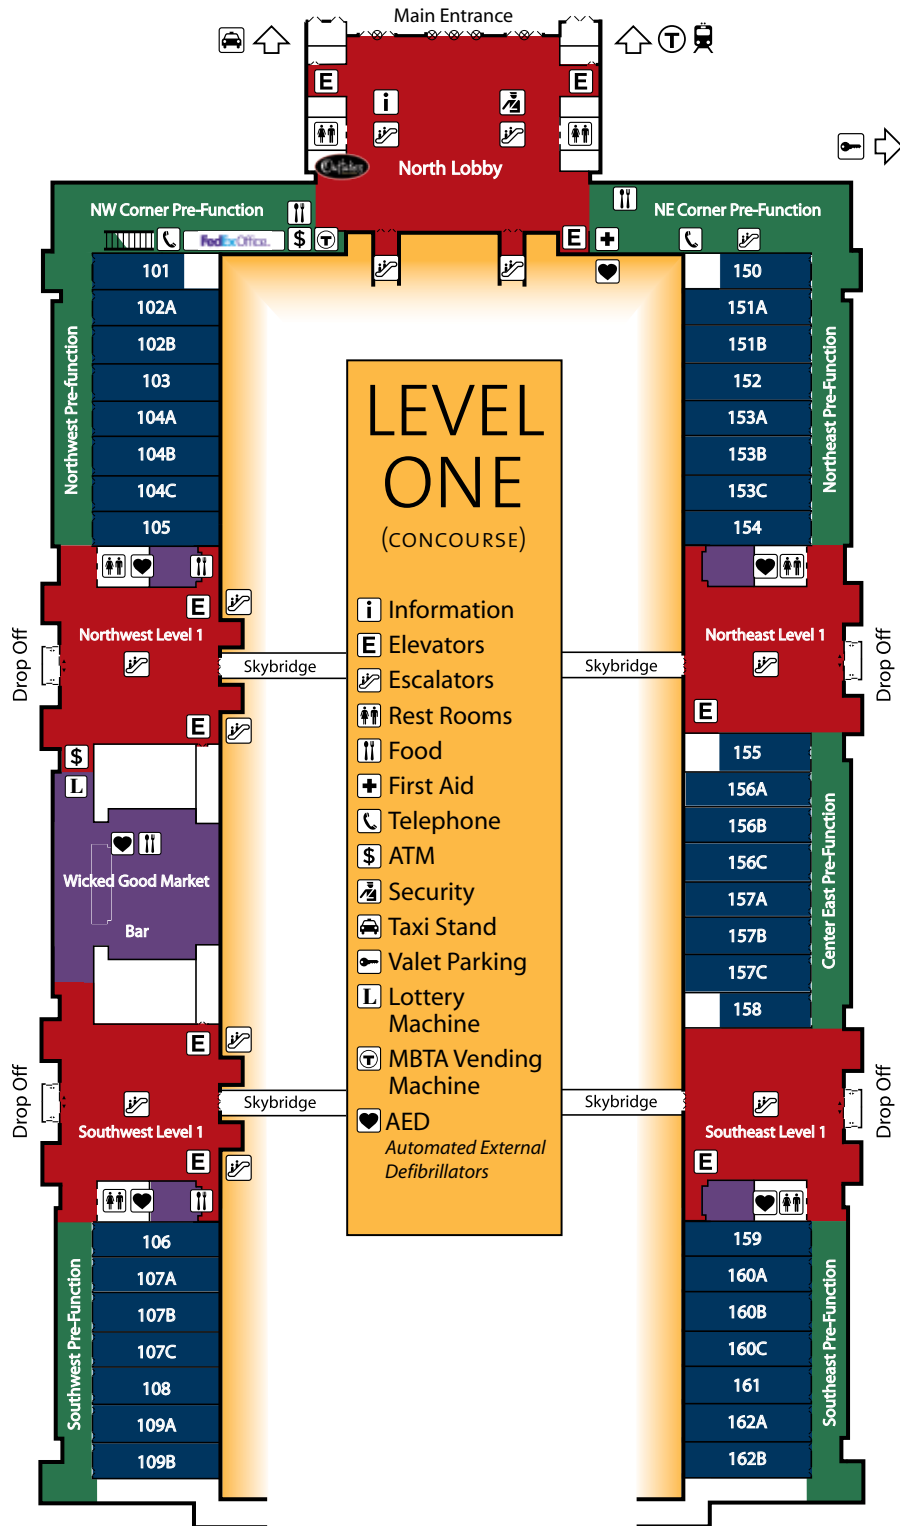 Main Entrance
E
E
i
North Lobby
NW Corner Pre-Function
NE Corner Pre-Function
FedEx Office
$
T
T
E
101
102A
102B
103
104A
104B
104C
105
Northwest Pre-function
150
151A
151B
152
153A
153B
153C
154
Northeast Pre-Function
LEVEL
ONE
(CONCOURSE)
i Information
E Elevators
Escalators
Rest Rooms
Food
First Aid
Telephone
$ ATM
Security
Taxi Stand
Valet Parking
L Lottery
Machine
T MBTA Vending
Machine
AED
Automated External
Defibrillators
E
Northwest Level 1
Drop Off
Skybridge
E
$
L
Wicked Good Market
Bar
Skybridge
Northeast Level 1
Drop Off
E
155
156A
156B
156C
157A
157B
157C
158
Center East Pre-Function
E
Drop Off
Southwest Level 1
Skybridge
E
Skybridge
Southeast Level 1
Drop Off
E
106
107A
107B
107C
108
109A
109B
Southwest Pre-Function
159
160A
160B
160C
161
162A
162B
Southeast Pre-Function